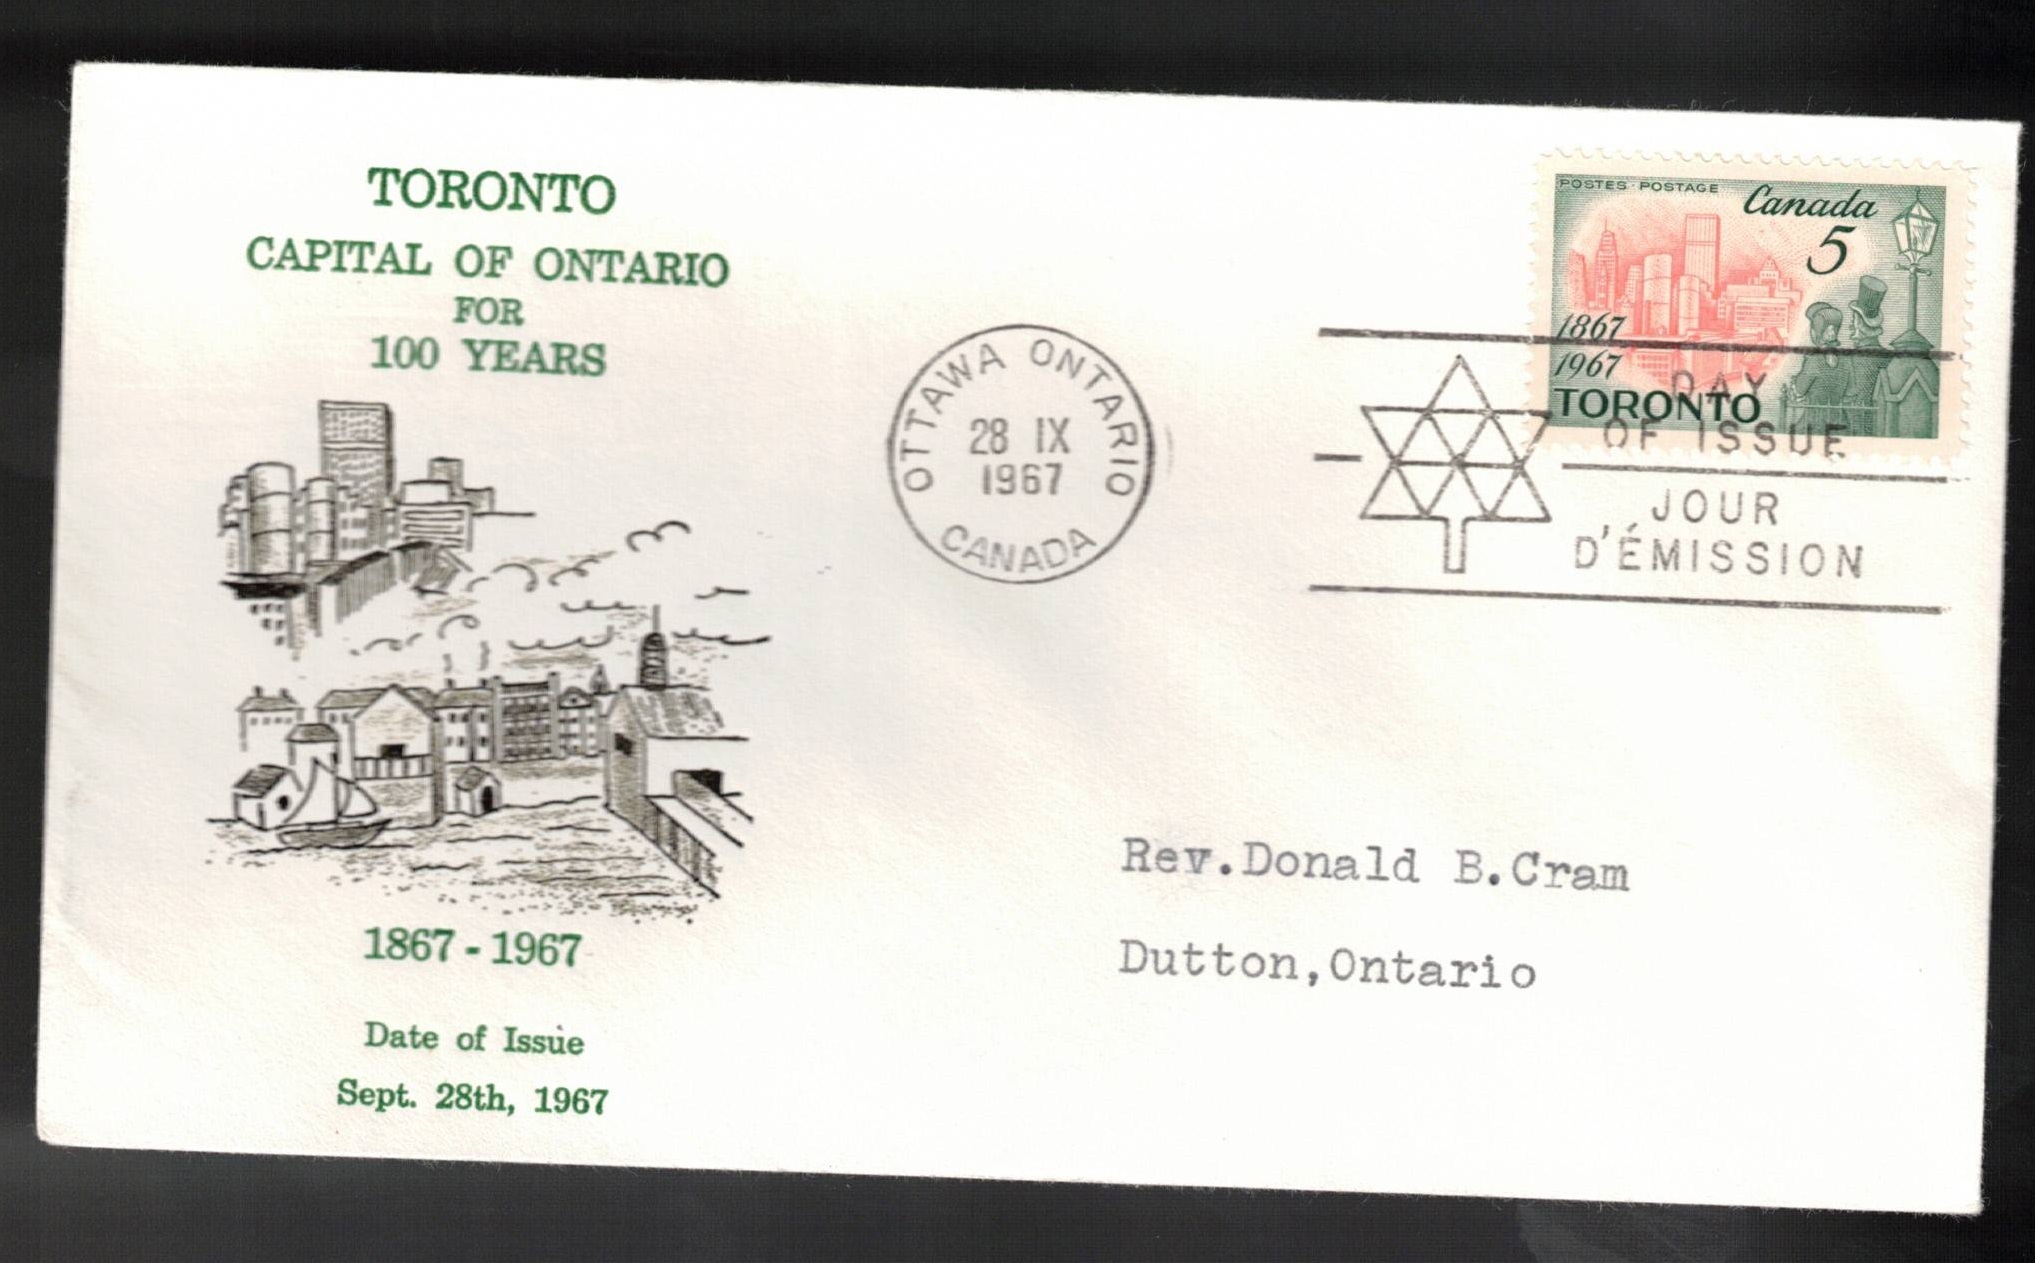 TORONTO
CAPITAL OF ONTARIO
FOR
100 YEARS
1867 - 1967
Date of Issue
Sept. 28th, 1967
OTTAWA ONTARIO
28 IX
1967
CANADA
POSTES · POSTAGE
Canada
5
1867
1967
TORONTO
DAY
OF ISSUE
JOUR
D'ÉMISSION
Rev.Donald B.Cram
Dutton,Ontario